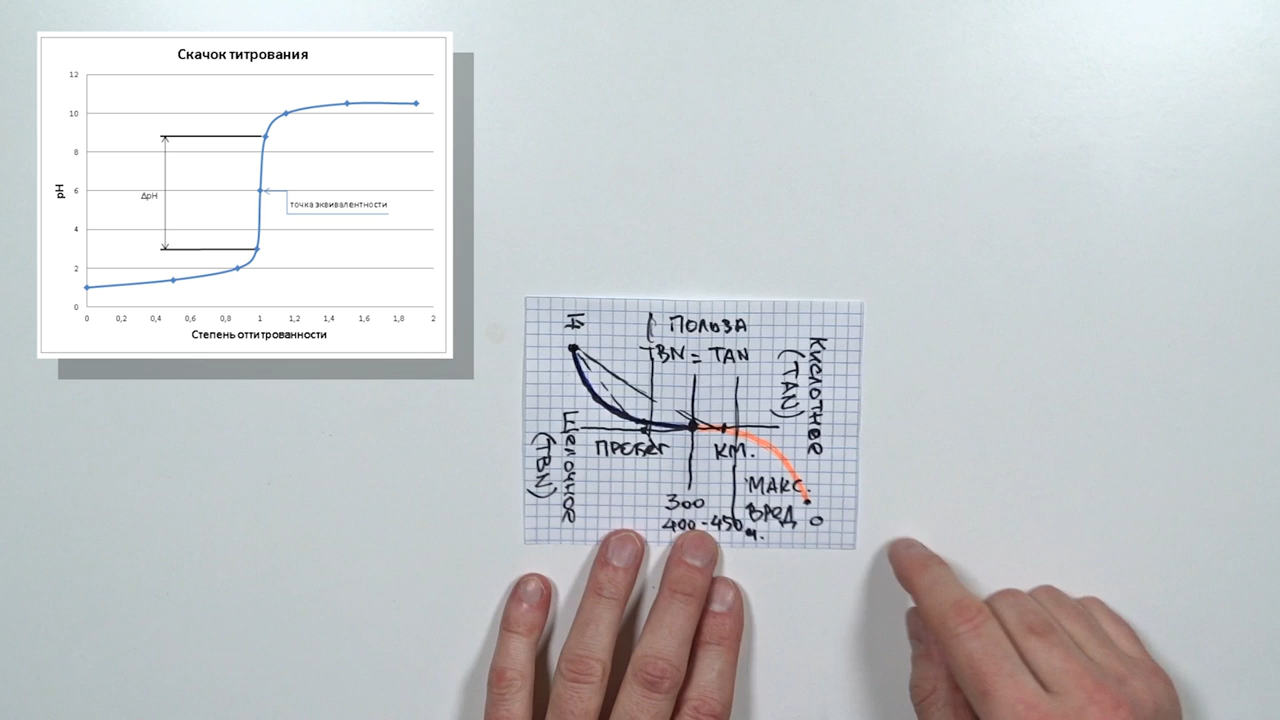 Скачок титрования
12
10
8
6
4
2
0
pH
ΔpH
точка эквивалентности
0 0,2 0,4 0,6 0,8 1 1,2 1,4 1,6 1,8 2
Степень оттитрованности
ПОЛЬЗА
TBN = TAN
КИСЛОТНОЕ
(TAN)
ЩЕЛОЧНОЕ
(TBN)
ПРОБЕГ КМ.
300
400-450 ч.
МАКС.
ВРЕД
0